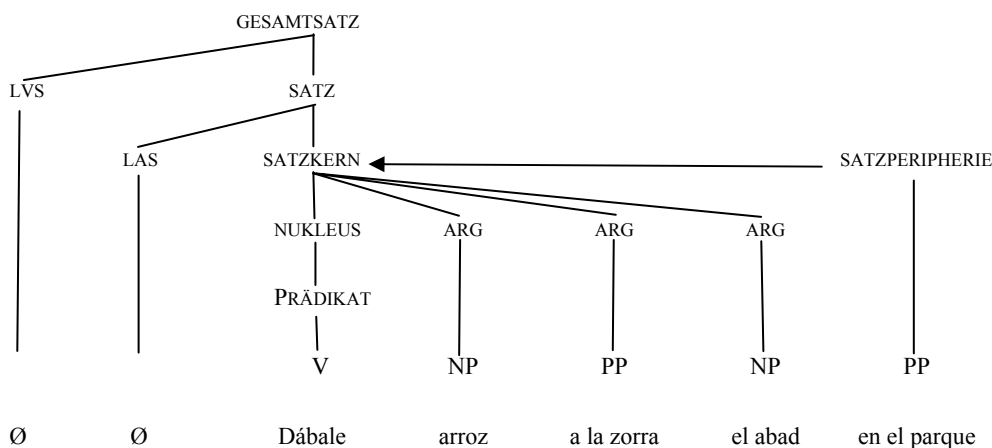 GESAMTSATZ
LVS SATZ
LAS SATZKERN SATZPERIPHERIE
NUKLEUS ARG ARG ARG
PRÄDIKAT
V NP PP NP PP
Ø Ø Dábale arroz a la zorra el abad en el parque